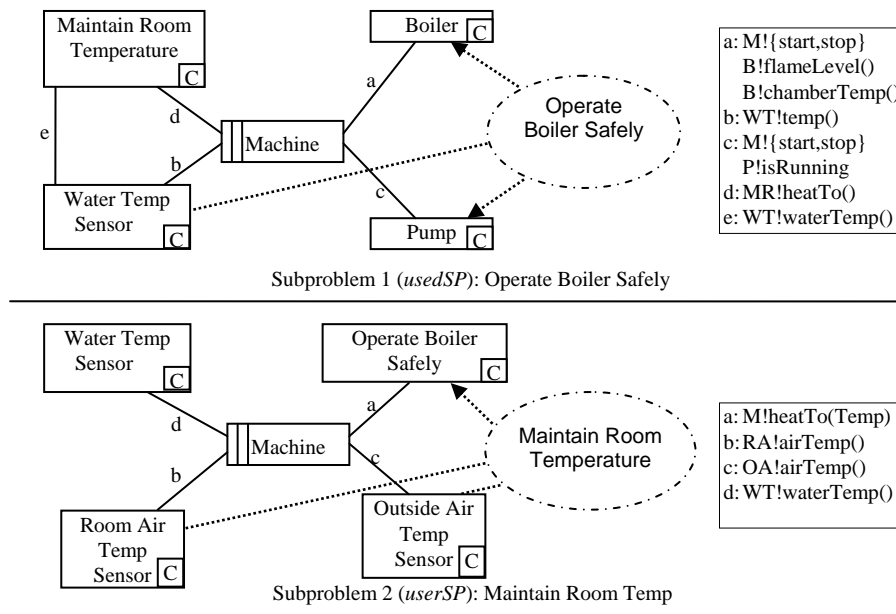 Maintain Room
Temperature
C
Boiler
C
a
d
e
b
c
Machine
Operate
Boiler Safely
Water Temp
Sensor
C
Pump
C
a: M!{start,stop}
B!flameLevel()
B!chamberTemp()
b: WT!temp()
c: M!{start,stop}
P!isRunning
d: MR!heatTo()
e: WT!waterTemp()
Subproblem 1 (usedSP): Operate Boiler Safely
Water Temp
Sensor
C
Operate Boiler
Safely
C
a
d
b
c
Machine
Maintain Room
Temperature
Room Air
Temp
Sensor
C
Outside Air
Temp
Sensor
C
a: M!heatTo(Temp)
b: RA!airTemp()
c: OA!airTemp()
d: WT!waterTemp()
Subproblem 2 (userSP): Maintain Room Temp